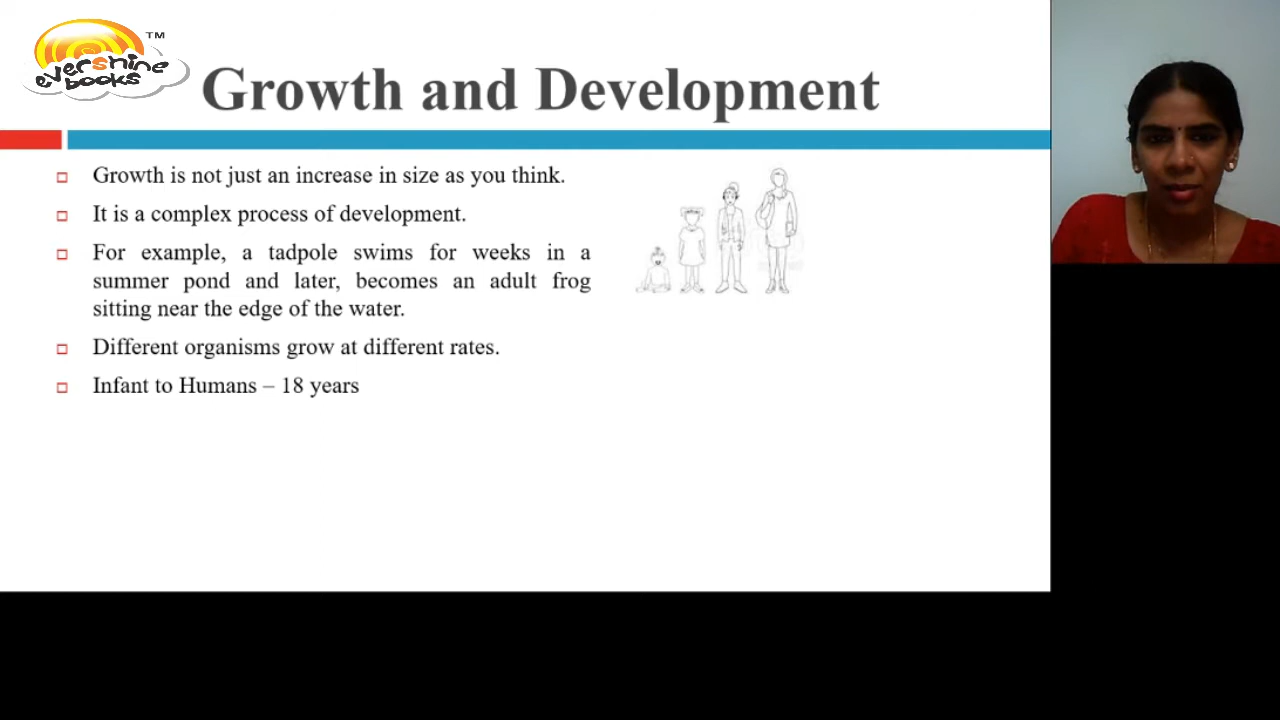 evershine
books
TM
Growth and Development
Growth is not just an increase in size as you think.
It is a complex process of development.
For example, a tadpole swims for weeks in a
summer pond and later, becomes an adult frog
sitting near the edge of the water.
Different organisms grow at different rates.
Infant to Humans – 18 years